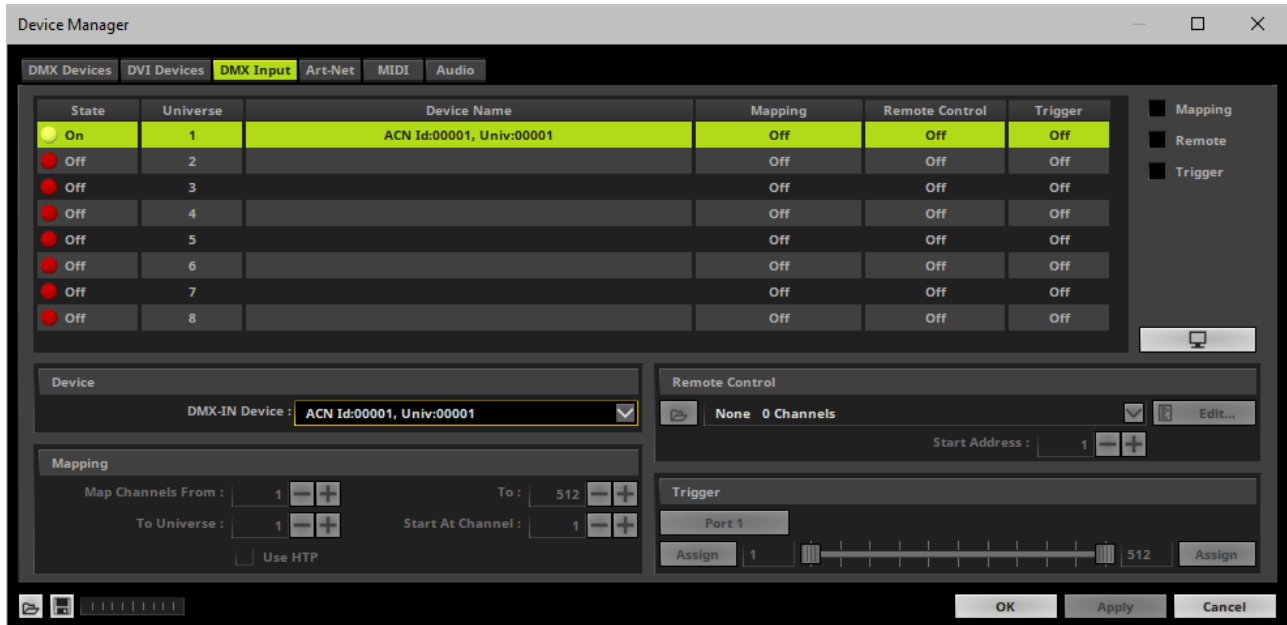 Device Manager
DMX Devices DVI Devices DMX Input Art-Net MIDI Audio
State Universe Device Name Mapping Remote Control Trigger
On 1 ACN Id:00001, Univ:00001 Off Off Off
Off 2 Off Off Off
Off 3 Off Off Off
Off 4 Off Off Off
Off 5 Off Off Off
Off 6 Off Off Off
Off 7 Off Off Off
Off 8 Off Off Off
Mapping
Remote
Trigger
Device
DMX-IN Device : ACN Id:00001, Univ:00001
Mapping
Map Channels From : 1 To : 512
To Universe : 1 Start At Channel : 1
Use HTP
Remote Control
None 0 Channels Edit...
Start Address : 1
Trigger
Port 1
Assign 1 512 Assign
OK Apply Cancel